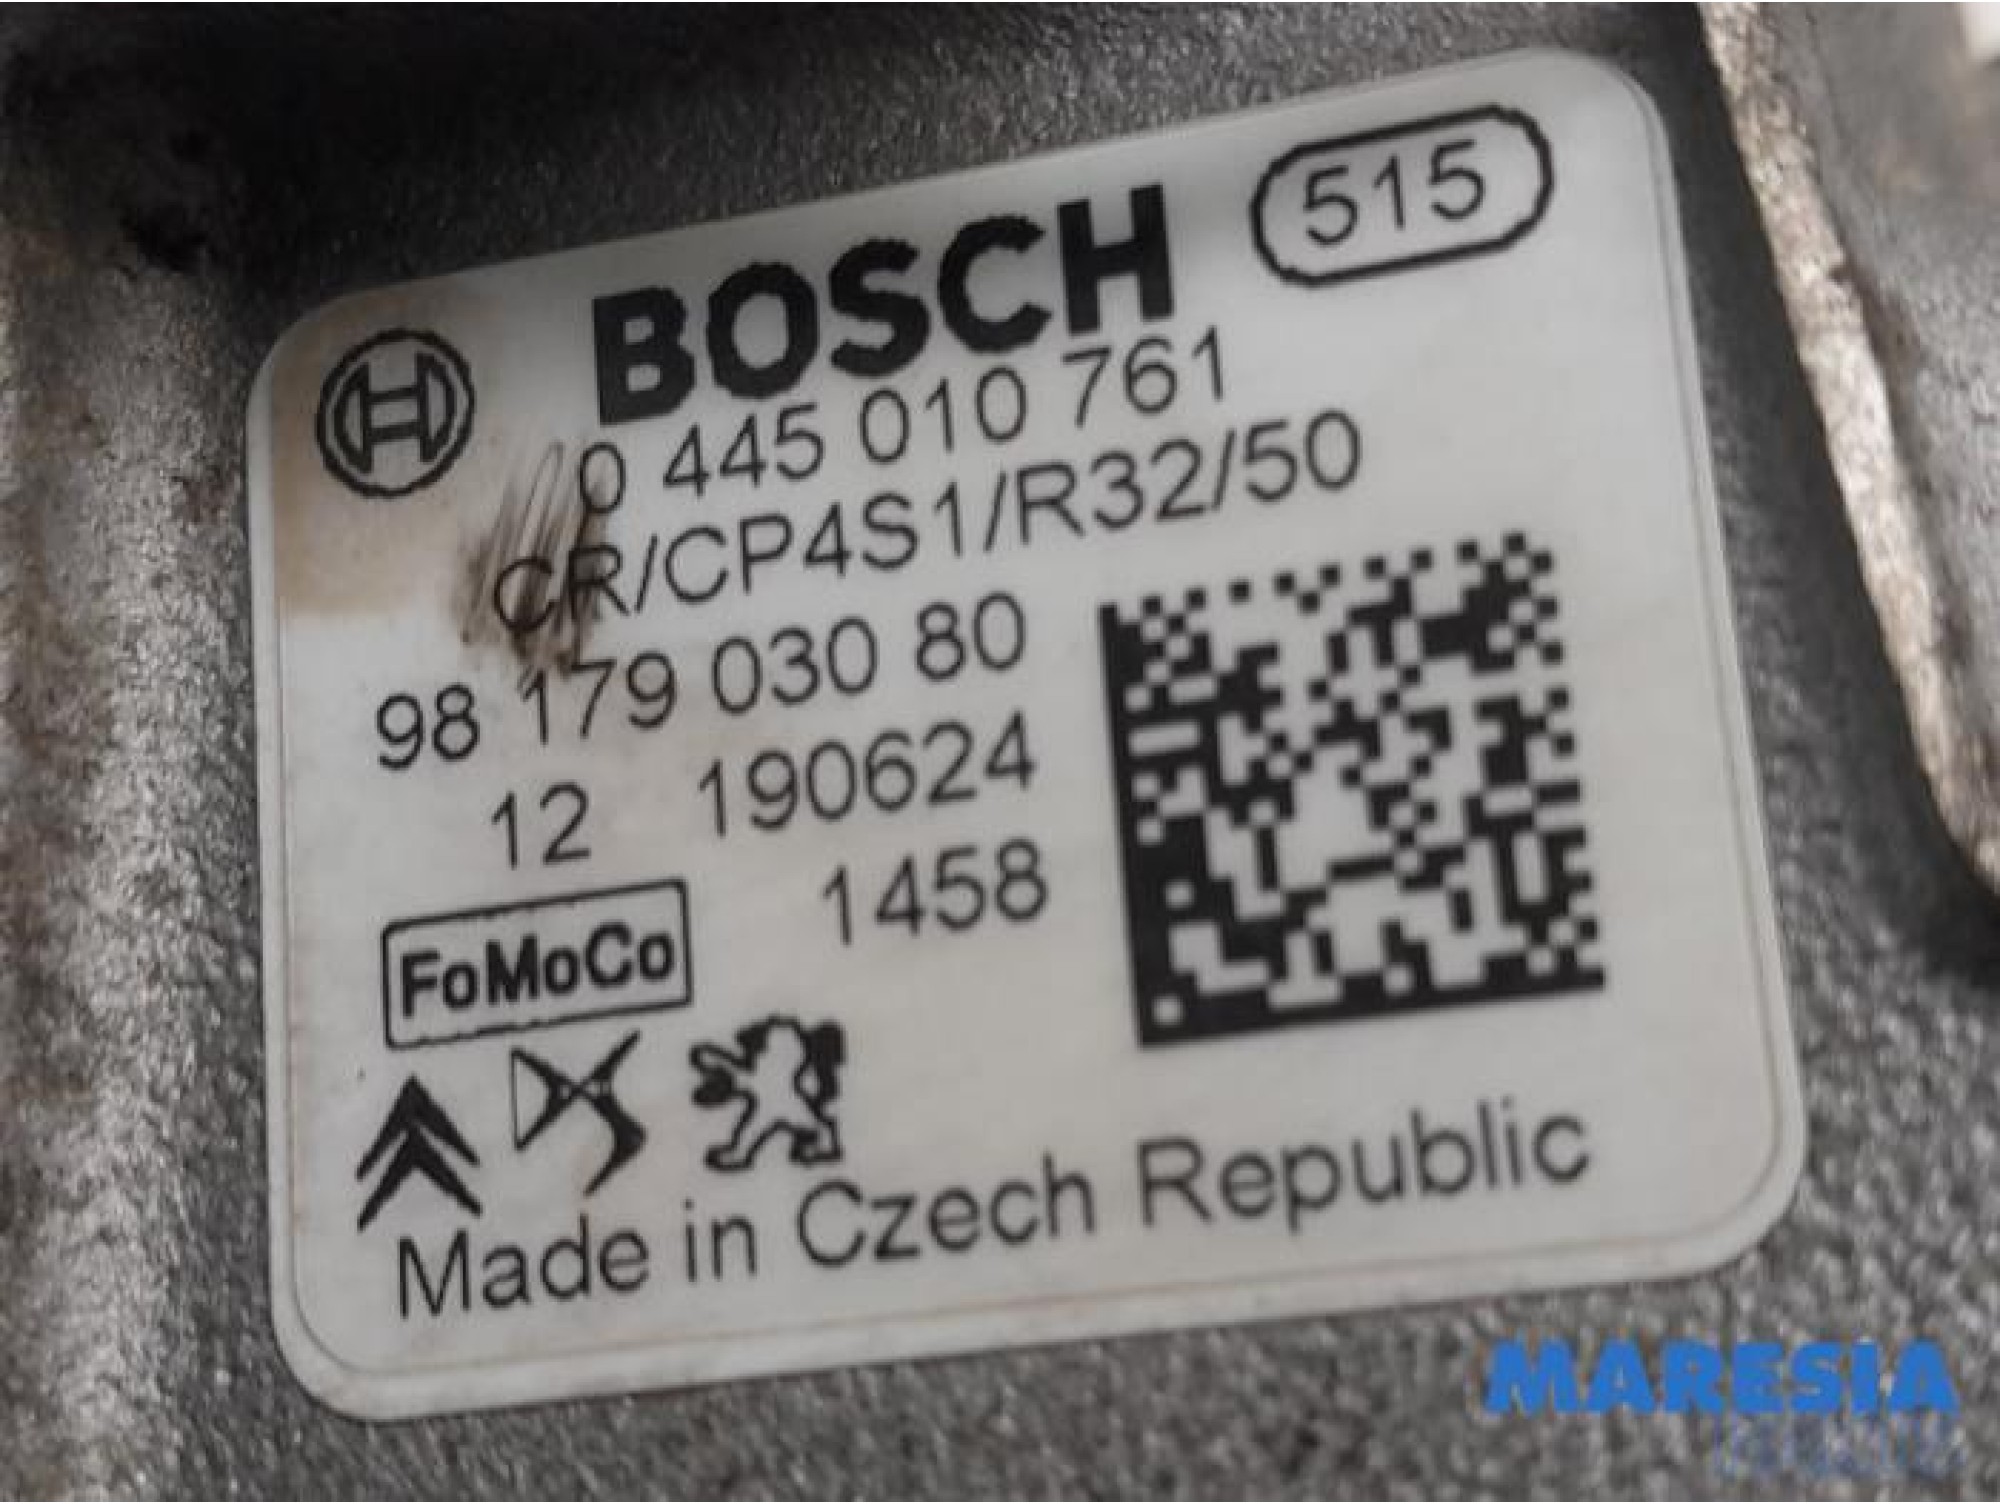 BOSCH 515
0 445 010 761
CR/CP4S1/R32/50
98 179 030 80
12 190624
1458
FoMoCo
Made in Czech Republic
MARESIA